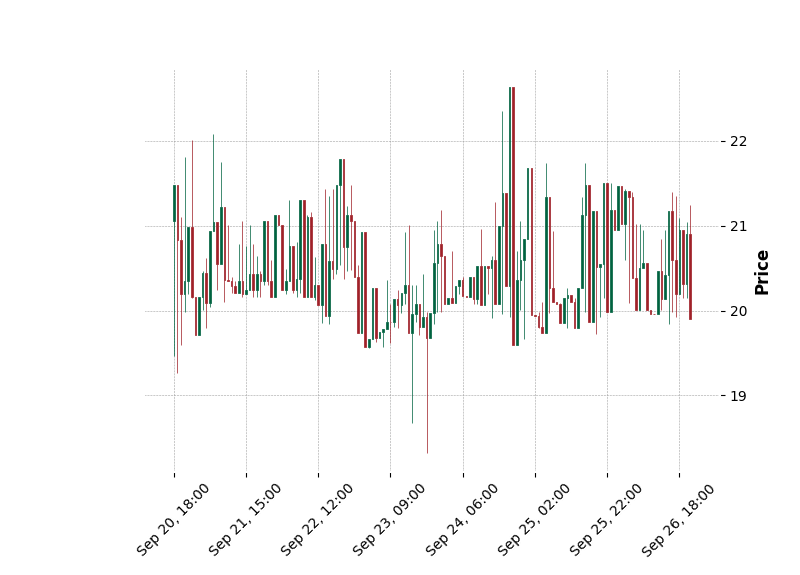 22
21
20
19
Price
Sep 20, 18:00
Sep 21, 15:00
Sep 22, 12:00
Sep 23, 09:00
Sep 24, 06:00
Sep 25, 02:00
Sep 25, 22:00
Sep 26, 18:00